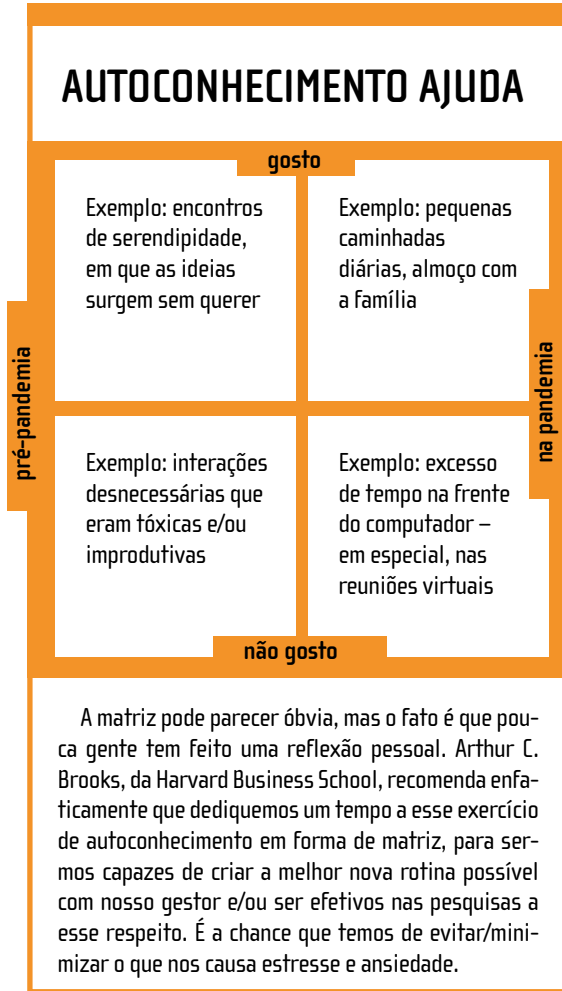 AUTOCONHECIMENTO AJUDA
gosto
Exemplo: encontros
de serendipidade,
em que as ideias
surgem sem querer
Exemplo: pequenas
caminhadas
diárias, almoço com
a família
pré-pandemia
na pandemia
Exemplo: interações
desnecessárias que
eram tóxicas e/ou
improdutivas
Exemplo: excesso
de tempo na frente
do computador –
em especial, nas
reuniões virtuais
não gosto
A matriz pode parecer óbvia, mas o fato é que pou-
ca gente tem feito uma reflexão pessoal. Arthur C.
Brooks, da Harvard Business School, recomenda enfa-
ticamente que dediquemos um tempo a esse exercício
de autoconhecimento em forma de matriz, para ser-
mos capazes de criar a melhor nova rotina possível
com nosso gestor e/ou ser efetivos nas pesquisas a
esse respeito. É a chance que temos de evitar/mini-
mizar o que nos causa estresse e ansiedade.